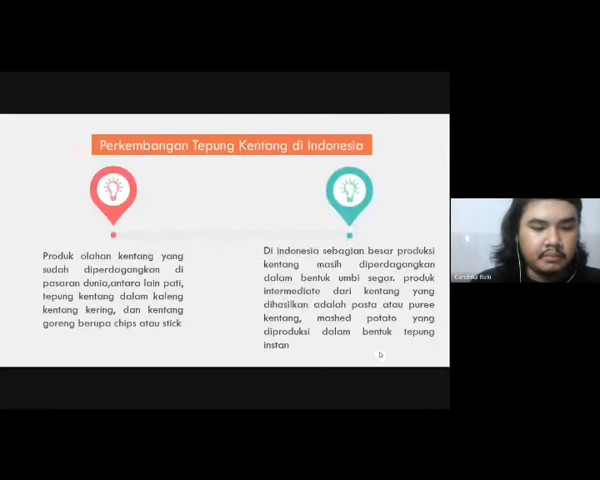 Perkembangan Tepung Kentang di Indonesia
Produk olahan kentang yang
sudah diperdagangkan di
pasaran dunia,antara lain pati,
tepung kentang dalam kaleng
kentang kering, dan kentang
goreng berupa chips atau stick
Di indonesia sebagian besar produksi
kentang masih diperdagangkan
dalam bentuk umbi segar. produk
intermediate dari kentang yang
dihasilkan adalah pasta atau puree
kentang, mashed potato yang
diproduksi dalam bentuk tepung
instan
Candrika Rizki